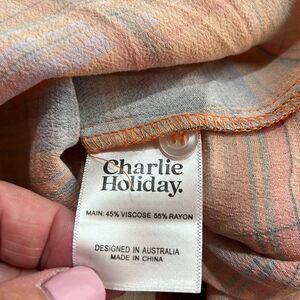 Charlie
Holiday.
MAIN: 45% VISCOSE 55% RAYON
DESIGNED IN AUSTRALIA
MADE IN CHINA